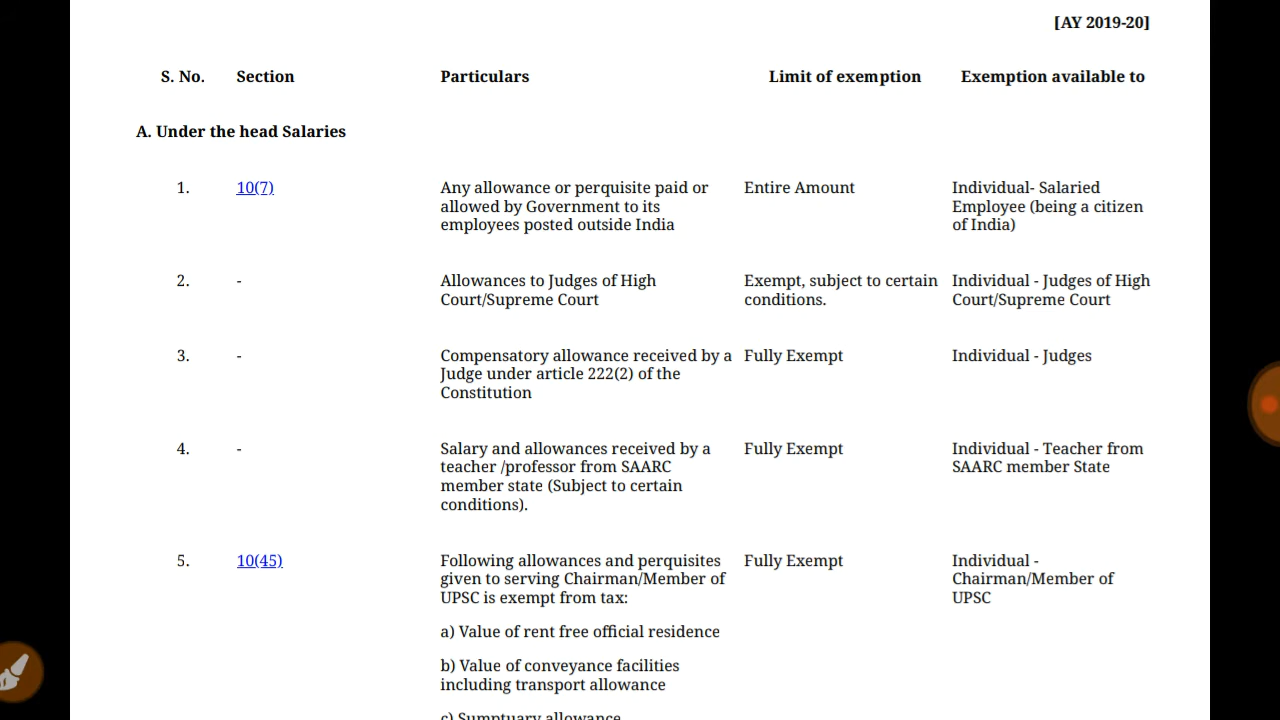 [AY 2019-20]
S. No. Section Particulars Limit of exemption Exemption available to
A. Under the head Salaries
1. 10(7) Any allowance or perquisite paid or Entire Amount Individual- Salaried
allowed by Government to its Employee (being a citizen
employees posted outside India of India)
2. - Allowances to Judges of High Exempt, subject to certain Individual - Judges of High
Court/Supreme Court conditions. Court/Supreme Court
3. - Compensatory allowance received by a Fully Exempt Individual - Judges
Judge under article 222(2) of the
Constitution
4. - Salary and allowances received by a Fully Exempt Individual - Teacher from
teacher /professor from SAARC SAARC member State
member state (Subject to certain
conditions).
5. 10(45) Following allowances and perquisites Fully Exempt Individual -
given to serving Chairman/Member of Chairman/Member of
UPSC is exempt from tax: UPSC
a) Value of rent free official residence
b) Value of conveyance facilities
including transport allowance
c) Sumptuary allowance